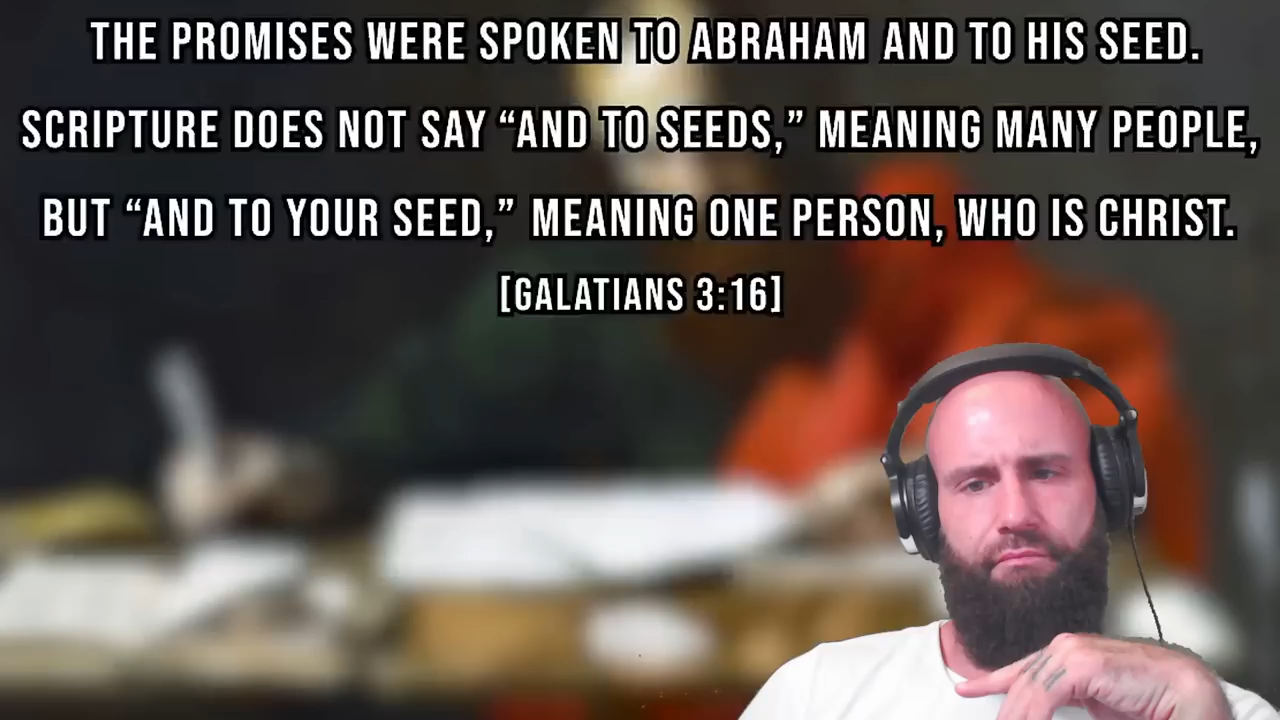 THE PROMISES WERE SPOKEN TO ABRAHAM AND TO HIS SEED.
SCRIPTURE DOES NOT SAY “AND TO SEEDS,” MEANING MANY PEOPLE,
BUT “AND TO YOUR SEED,” MEANING ONE PERSON, WHO IS CHRIST.
[GALATIANS 3:16]